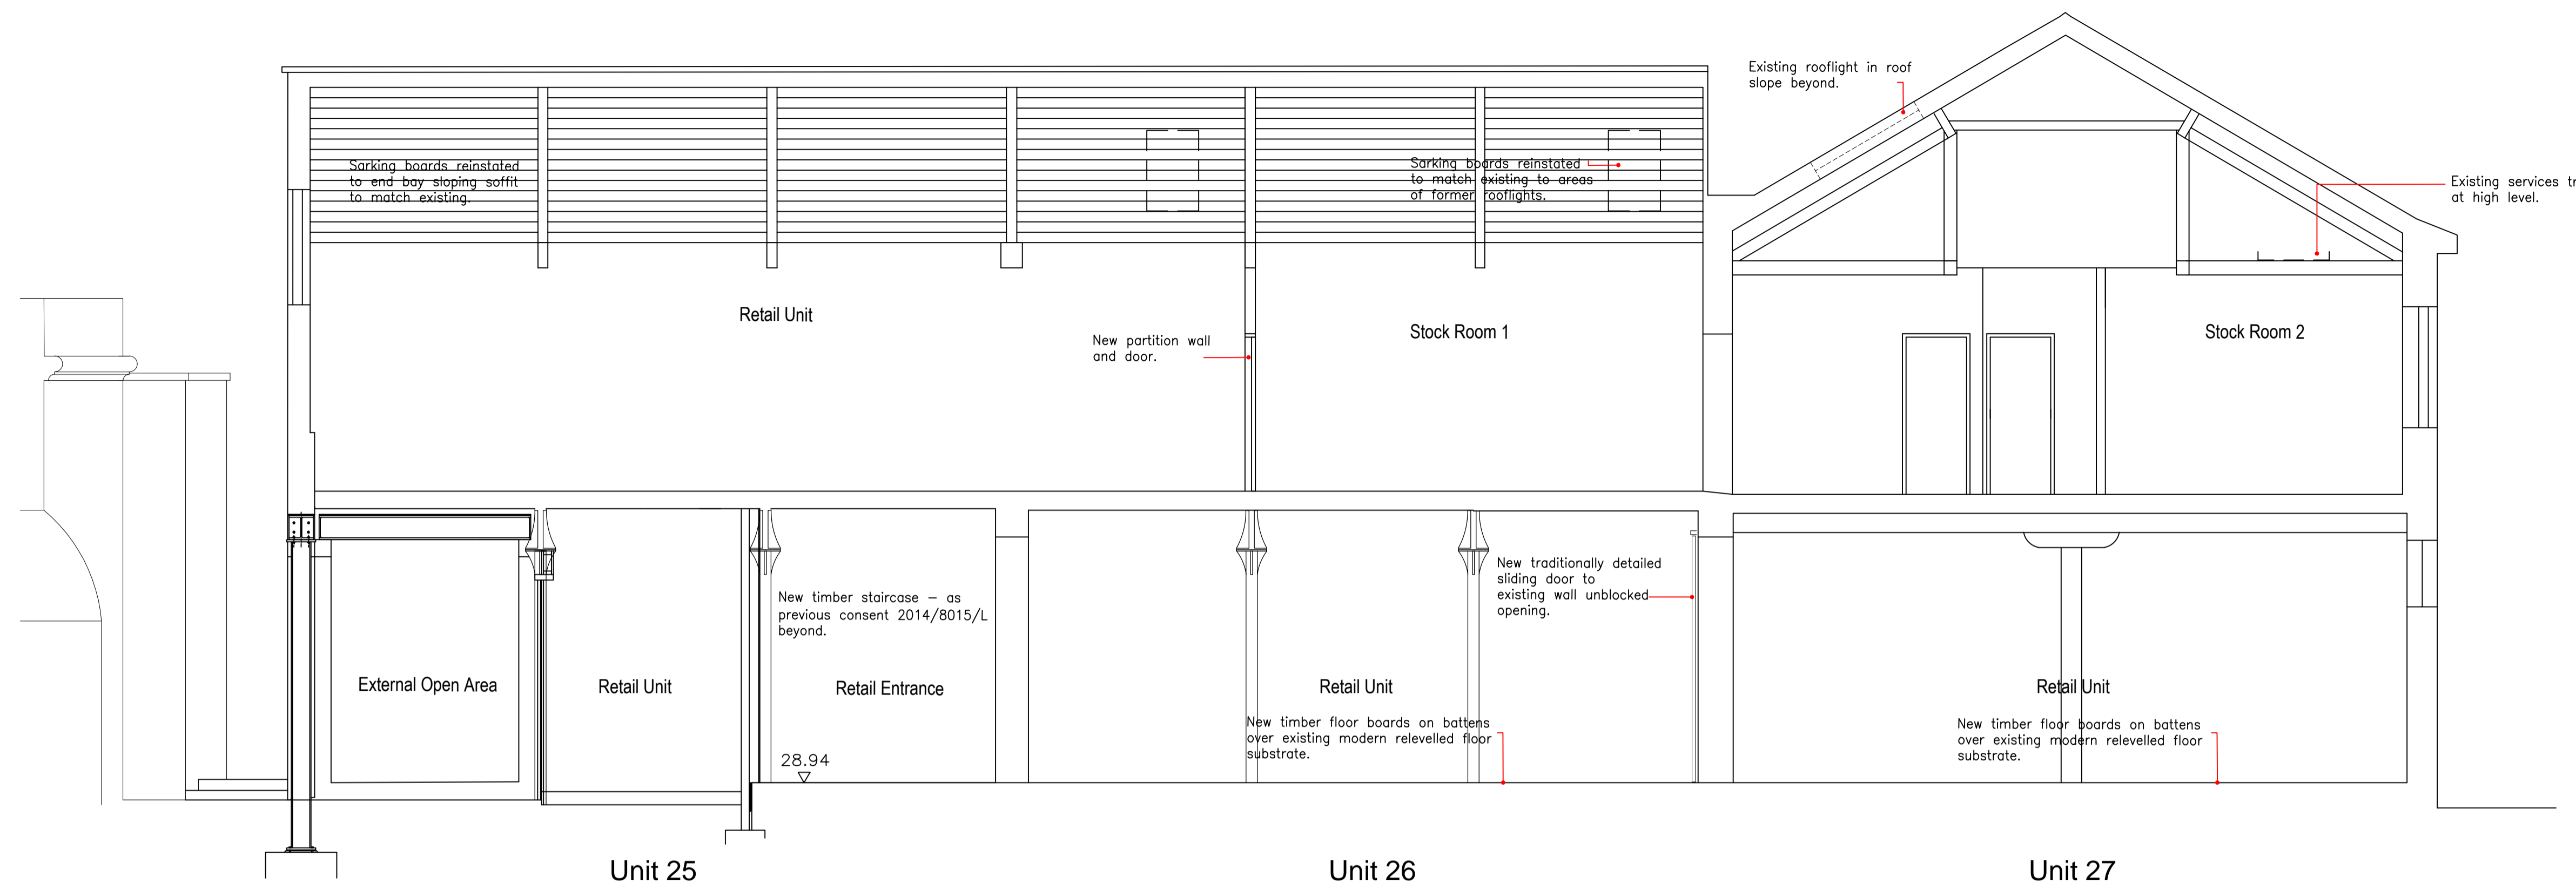 Existing rooflight in roof
slope beyond.
Sarking boards reinstated
to end bay sloping soffit
to match existing.
Sarking boards reinstated
to match existing to areas
of former rooflights.
Existing services
at high level.
Retail Unit
New partition wall
and door.
Stock Room 1
Stock Room 2
New timber staircase – as
previous consent 2014/8015/L
beyond.
New traditionally detailed
sliding door to
existing wall unblocked
opening.
External Open Area
Retail Unit
Retail Entrance
Retail Unit
Retail Unit
New timber floor boards on battens
over existing modern relevelled floor
substrate.
New timber floor boards on battens
over existing modern relevelled floor
substrate.
28.94
Unit 25
Unit 26
Unit 27